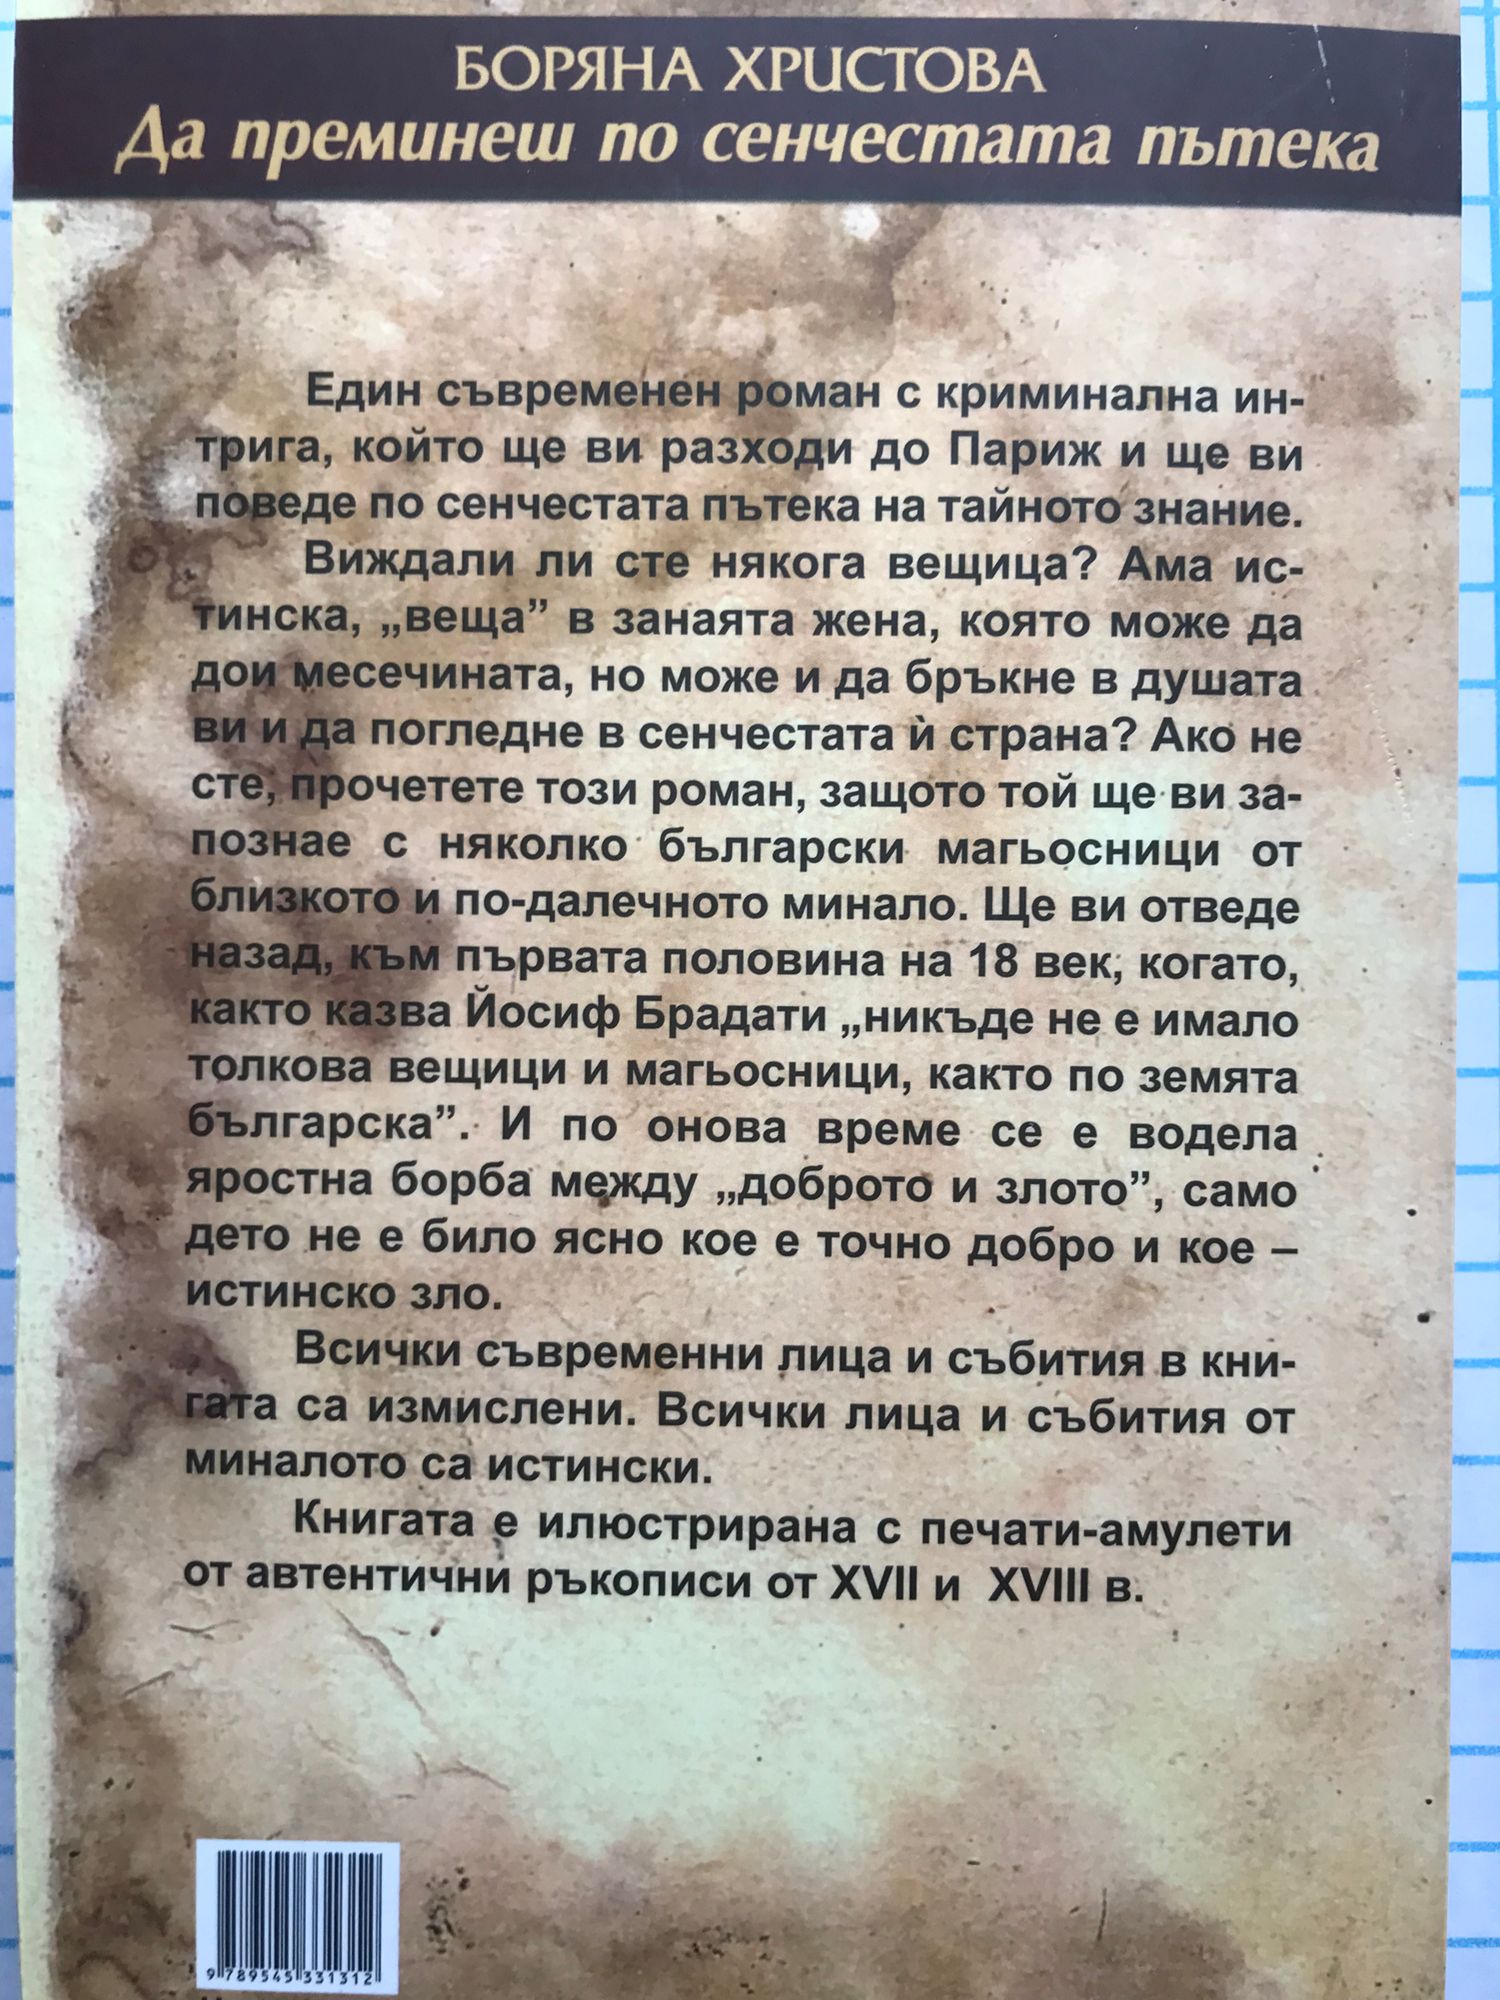 БОРЯНА ХРИСТОВА
Да преминеш по сенчестата пътека
Един съвременен роман с криминална ин-
трига, който ще ви разходи до Париж и ще ви
поведе по сенчестата пътека на тайното знание.
Виждали ли сте някога вещица? Ама ис-
тинска, „веща” в занаята жена, която може да
дои месечината, но може и да бръкне в душата
ви и да погледне в сенчестата ѝ страна? Ако не
сте, прочетете този роман, защото той ще ви за-
познае с няколко български магьосници от
близкото и по-далечното минало. Ще ви отведе
назад, към първата половина на 18 век, когато,
както казва Йосиф Брадати „никъде не е имало
толкова вещици и магьосници, както по земята
българска”. И по онова време се е водела
яростна борба между „доброто и злото”, само
дето не е било ясно кое е точно добро и кое –
истинско зло.
Всички съвременни лица и събития в кни-
гата са измислени. Всички лица и събития от
миналото са истински.
Книгата е илюстрирана с печати-амулети
от автентични ръкописи от XVII и XVIII в.
9 789545 331312